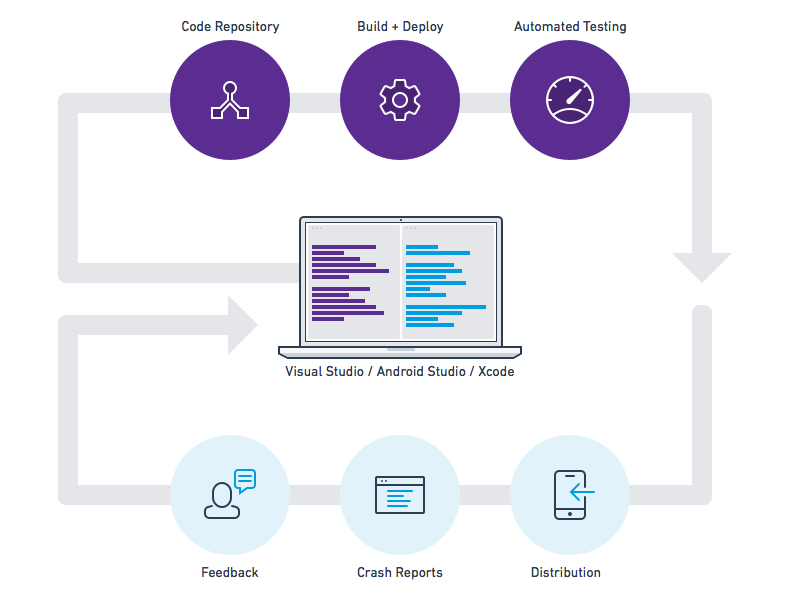 Code Repository
Build + Deploy
Automated Testing
Visual Studio / Android Studio / Xcode
Feedback
Crash Reports
Distribution